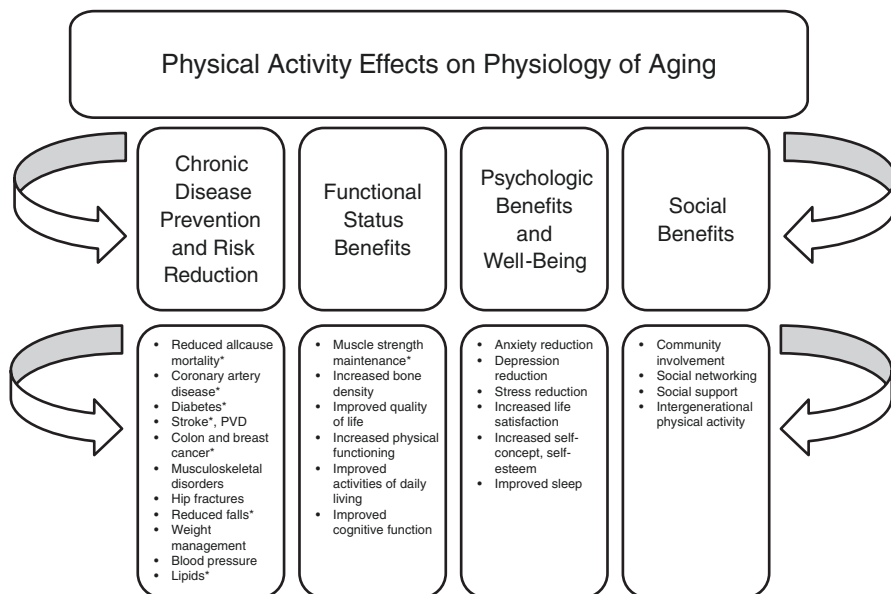 Physical Activity Effects on Physiology of Aging
Chronic
Disease
Prevention
and Risk
Reduction
Functional
Status
Benefits
Psychologic
Benefits
and
Well-Being
Social
Benefits
• Reduced allcause
mortality*
• Coronary artery
disease*
• Diabetes*
• Stroke*, PVD
• Colon and breast
cancer*
• Musculoskeletal
disorders
• Hip fractures
• Reduced falls*
• Weight
management
• Blood pressure
• Lipids*
• Muscle strength
maintenance*
• Increased bone
density
• Improved quality
of life
• Increased physical
functioning
• Improved
activities of daily
living
• Improved
cognitive function
• Anxiety reduction
• Depression
reduction
• Stress reduction
• Increased life
satisfaction
• Increased self-
concept, self-
esteem
• Improved sleep
• Community
involvement
• Social networking
• Social support
• Intergenerational
physical activity